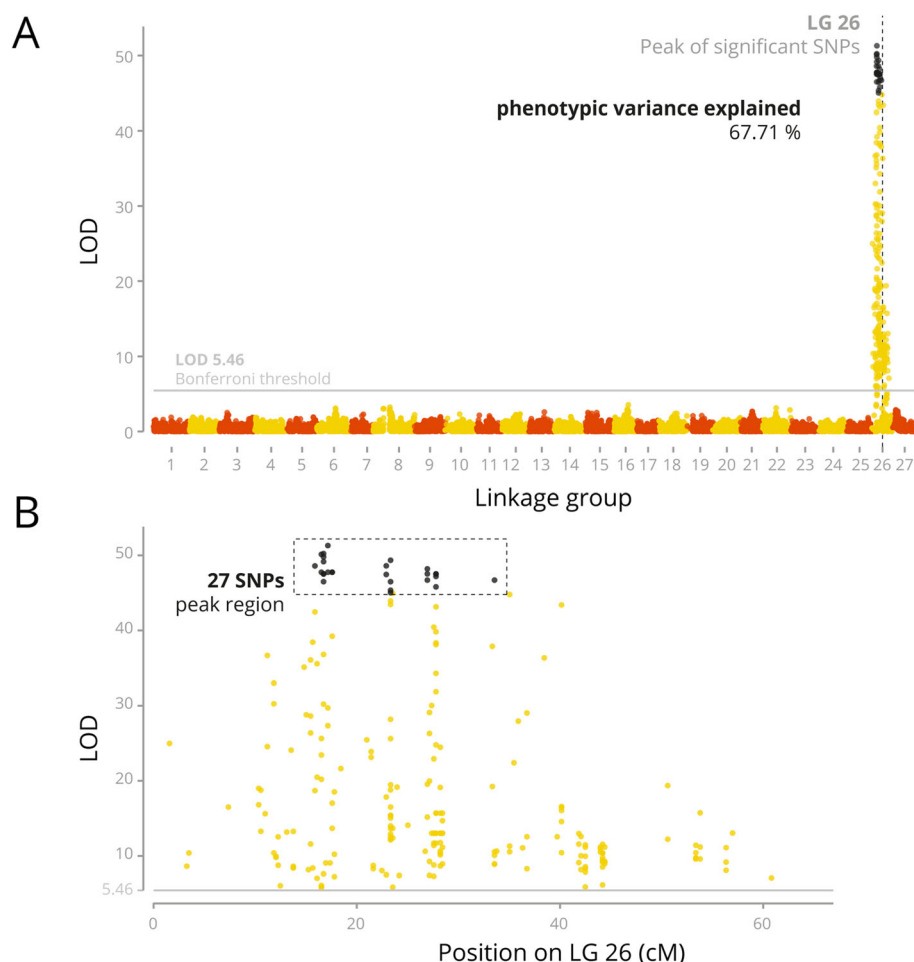 A
LG 26
Peak of significant SNPs
phenotypic variance explained
67.71 %
50
40
30
20
10
0
LOD
LOD 5.46
Bonferroni threshold
1 2 3 4 5 6 7 8 9 10 11 12 13 14 15 16 17 18 19 20 21 22 23 24 25 26 27
Linkage group
B
27 SNPs
peak region
50
40
30
20
10
5.46
LOD
0 20 40 60
Position on LG 26 (cM)